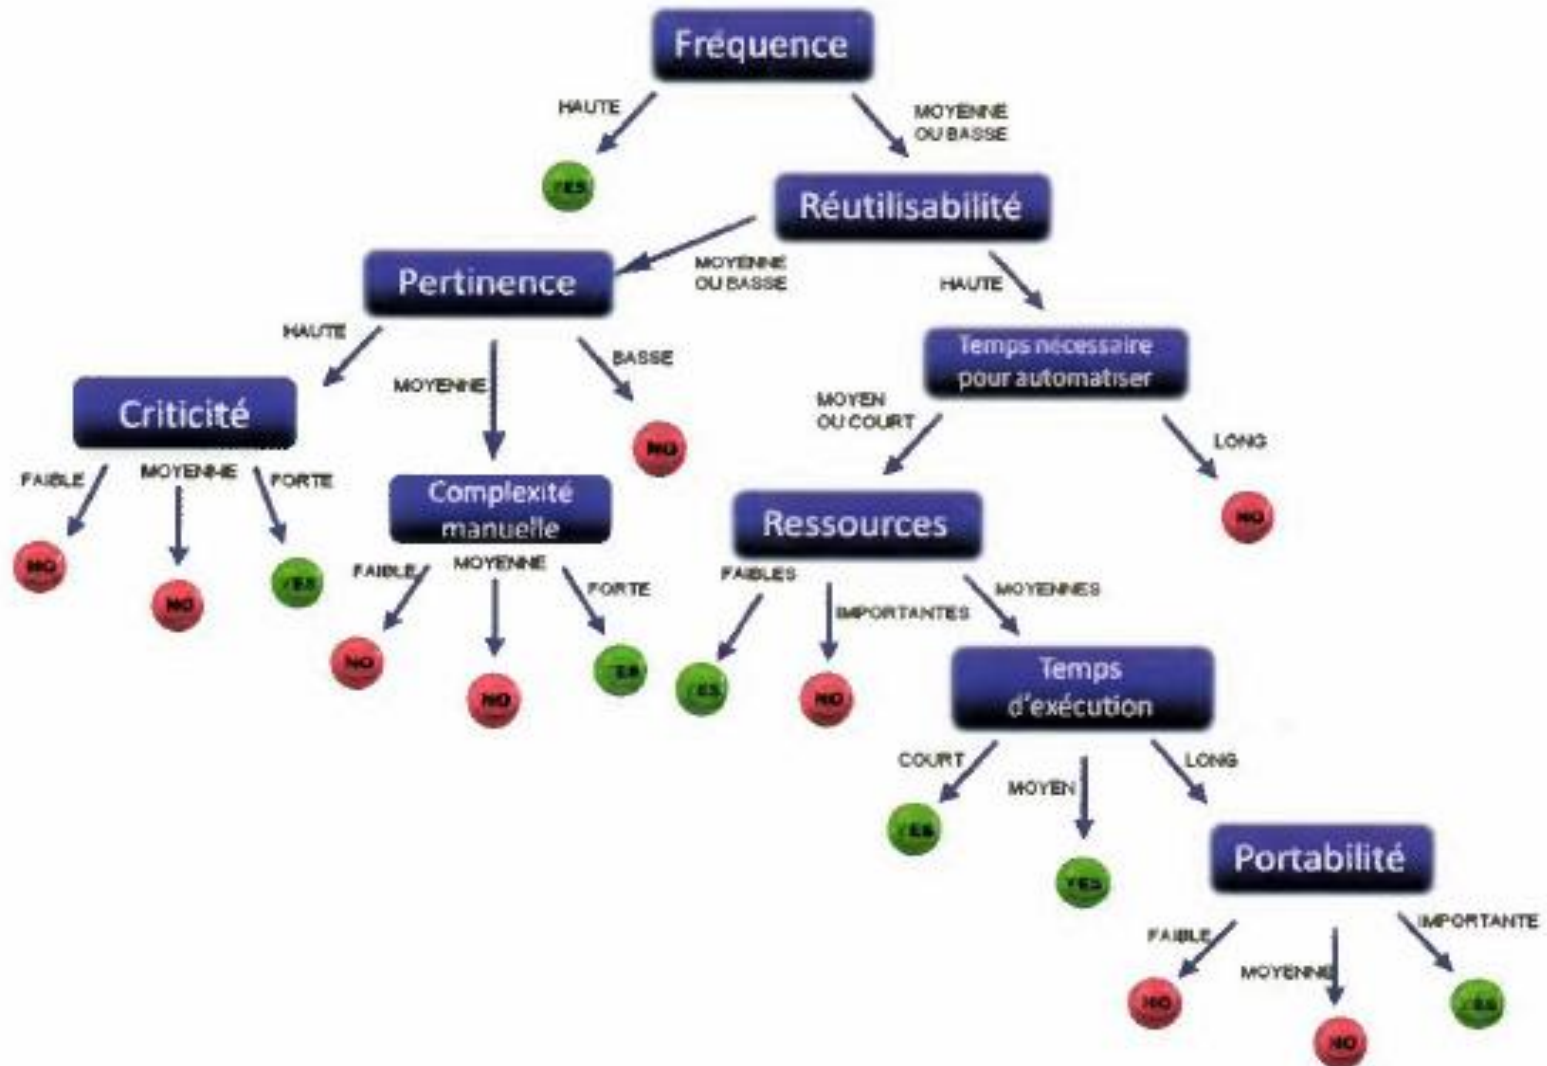 Fréquence
HAUTE
MOYENNE
OU BASSE
YES
Réutilisabilité
Pertinence
MOYENNE
OU BASSE
HAUTE
HAUTE
MOYENNE
BASSE
Temps nécessaire
pour automatiser
Criticité
MOYEN
OU COURT
LONG
NO
FAIBLE
MOYENNE
FORTE
Complexité
manuelle
Ressources
NO
NO
NO
YES
FAIBLE
MOYENNE
FORTE
FAIBLES
IMPORTANTES
MOYENNES
NO
NO
YES
YES
NO
Temps
d'exécution
COURT
MOYEN
LONG
YES
YES
Portabilité
FAIBLE
MOYENNE
IMPORTANTE
NO
NO
YES